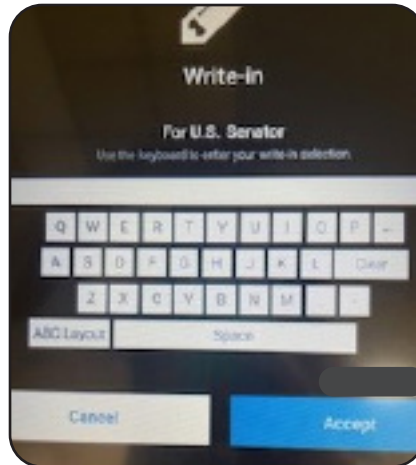 Write-in
For U.S. Senator
Use the keyboard to enter your write-in selection.
Q W E R T Y U I O P ←
A S D F G H J K L Clear
Z X C V B N M . -
ABC Layout Space
Cancel Accept